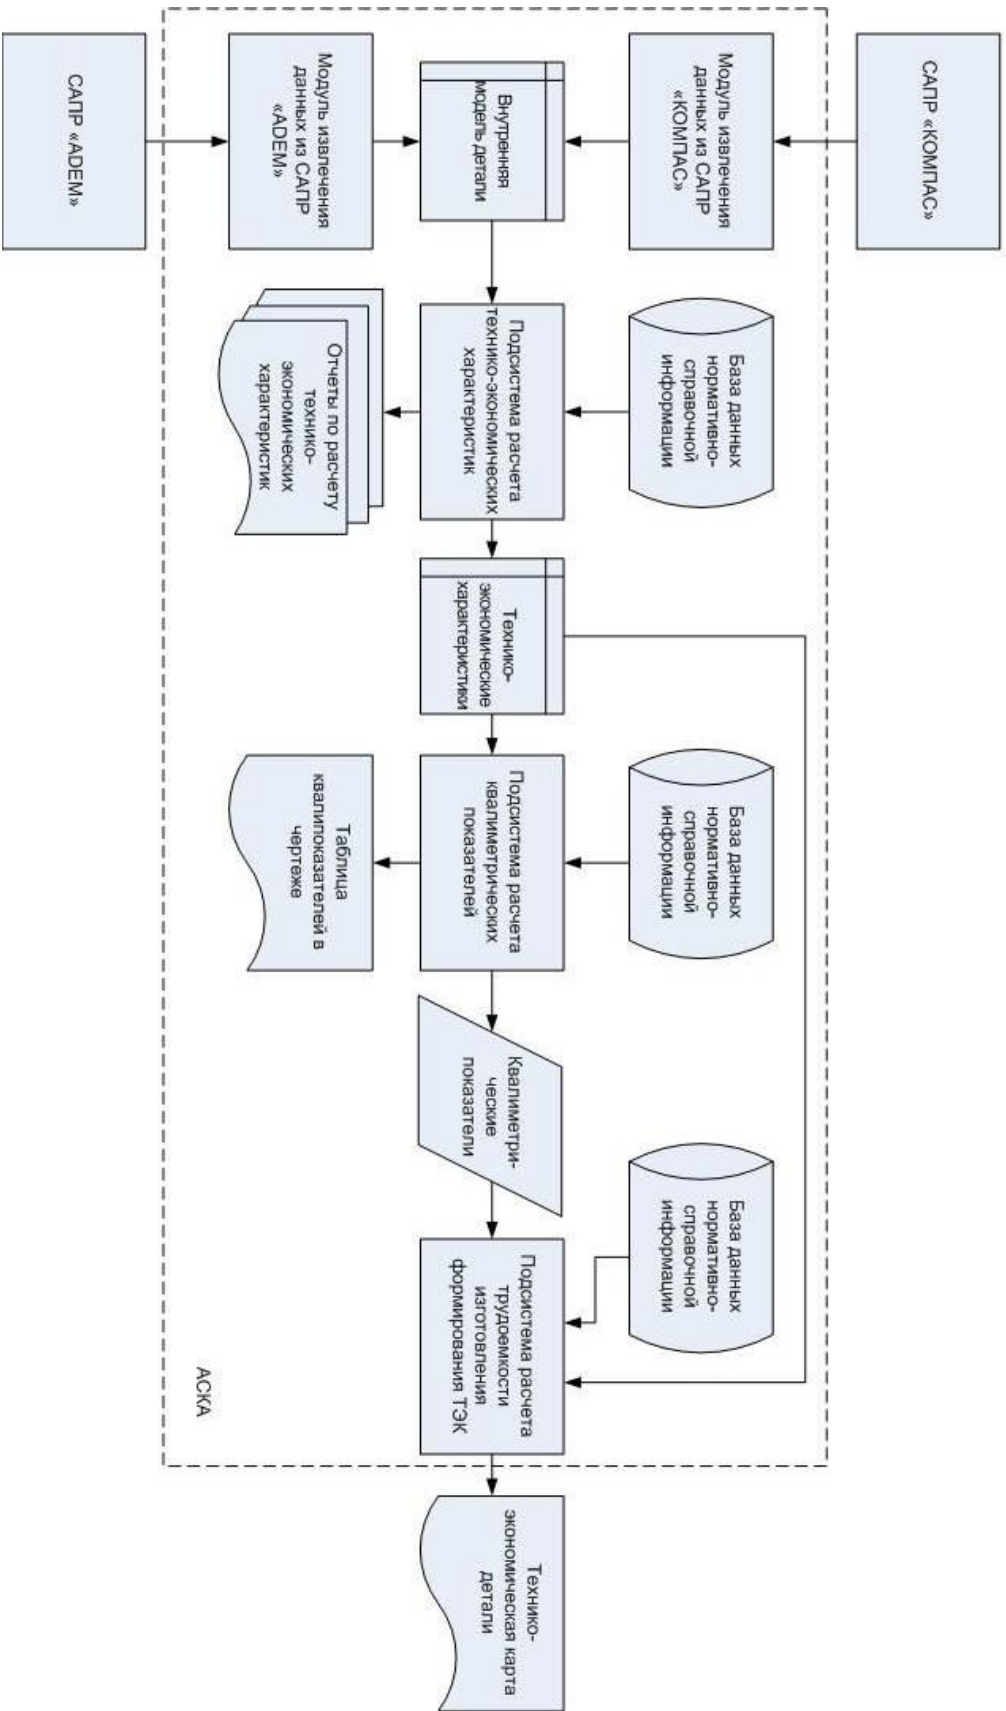 САПР «КОМПАС»
Модуль извлечения
данных из САПР
«КОМПАС»
Внутренняя
модель детали
Модуль извлечения
данных из САПР
«ADEM»
САПР «ADEM»
База данных
нормативно-
справочной
информации
Подсистема расчета
технико-экономических
характеристик
Отчеты по расчету
технико-
экономических
характеристик
Технико-
экономические
характеристики
База данных
нормативно-
справочной
информации
Подсистема расчета
квалиметрических
показателей
Таблица
квалипоказателей в
чертеже
Квалиметри-
ческие
показатели
База данных
нормативно-
справочной
информации
Подсистема расчета
трудоемкости
изготовления
формирования ТЭК
АСКА
Технико-
экономическая карта
детали